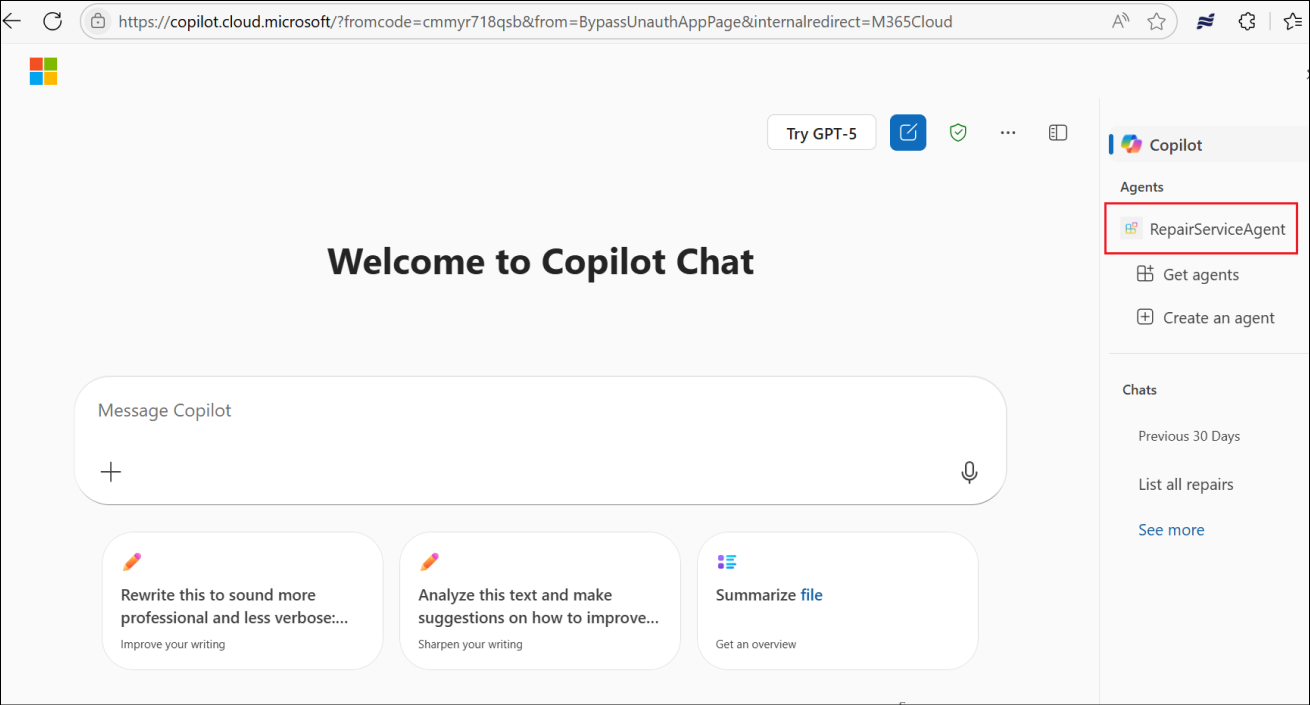 https://copilot.cloud.microsoft/?fromcode=cmmyr718qsb&from=BypassUnauthAppPage&internalredirect=M365Cloud
Try GPT-5
Welcome to Copilot Chat
Message Copilot
Rewrite this to sound more
professional and less verbose:...
Improve your writing
Analyze this text and make
suggestions on how to improve...
Sharpen your writing
Summarize file
Get an overview
Copilot
Agents
RepairServiceAgent
Get agents
Create an agent
Chats
Previous 30 Days
List all repairs
See more